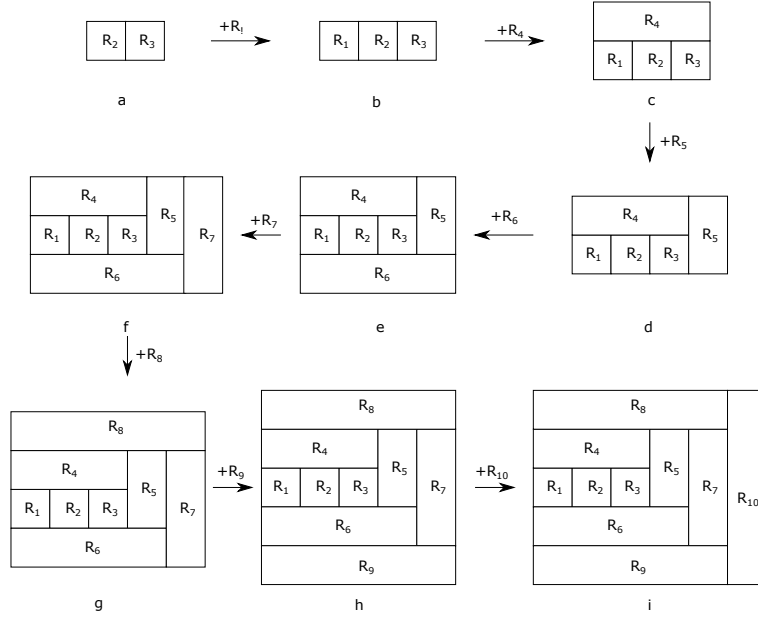 R₂ R₃ +R! R₁ R₂ R₃ +R₄ R₄
R₁ R₂ R₃
a b c
+R₅
R₄ R₅ R₇ +R₇ R₄ R₅ +R₆ R₄ R₅
R₁ R₂ R₃ R₁ R₂ R₃ R₁ R₂ R₃
R₆ R₆
f e d
+R₈
R₈ R₈ R₈
R₄ R₅ +R₉ R₄ R₅ +R₁₀ R₄ R₅
R₁ R₂ R₃ R₇ R₁ R₂ R₃ R₇ R₁ R₂ R₃ R₇ R₁₀
R₆ R₆ R₆
R₉ R₉
g h i